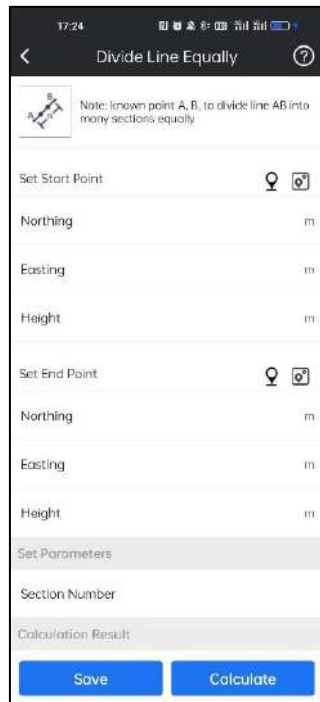 17:24
Divide Line Equally
Note: known point A, B, to divide line AB into
many sections equally
Set Start Point
Northing m
Easting m
Height m
Set End Point
Northing m
Easting m
Height m
Set Parameters
Section Number
Calculation Result
Save Calculate